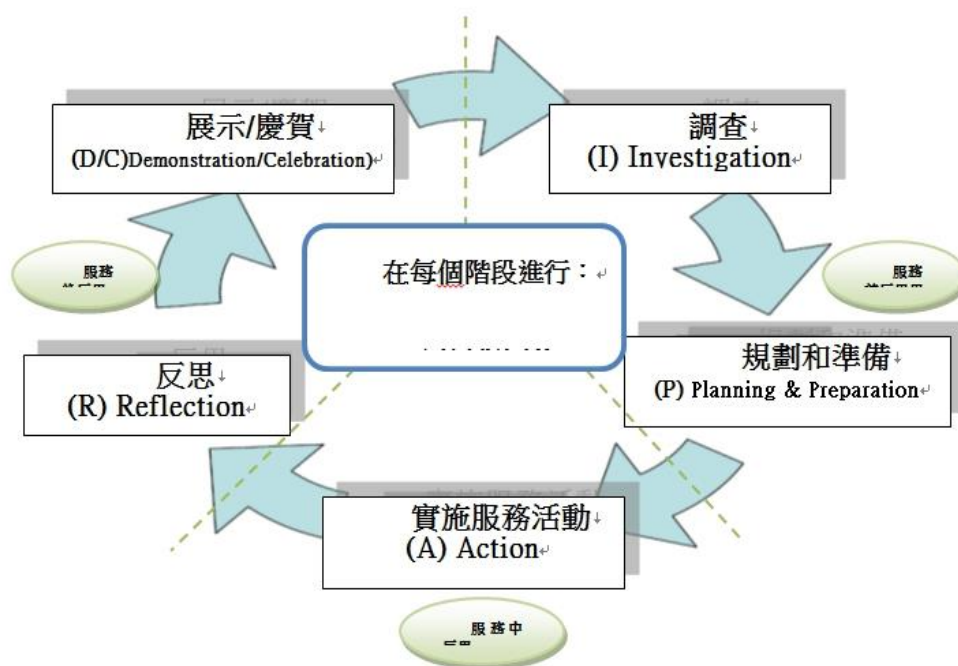 展示/慶賀
(D/C)Demonstration/Celebration)
調查
(I) Investigation
服務
在每個階段進行：
服務
反思
(R) Reflection
規劃和準備
(P) Planning & Preparation
實施服務活動
(A) Action
服務中